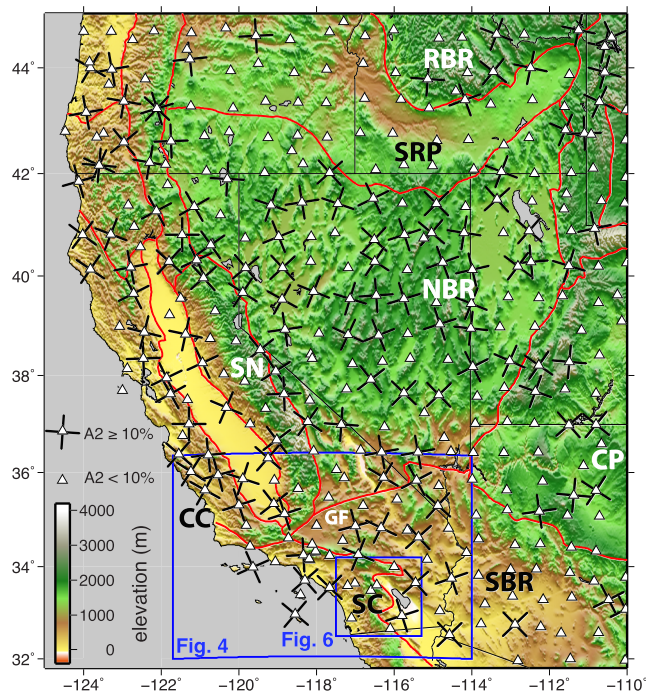 44°
42°
40°
38°
36°
34°
32°
RBR
SRP
NBR
SN
CP
GF
CC
SC
SBR
A2 ≥ 10%
A2 < 10%
4000
3000
2000
1000
0
elevation (m)
Fig. 4
Fig. 6
−124° −122° −120° −118° −116° −114° −112° −110°